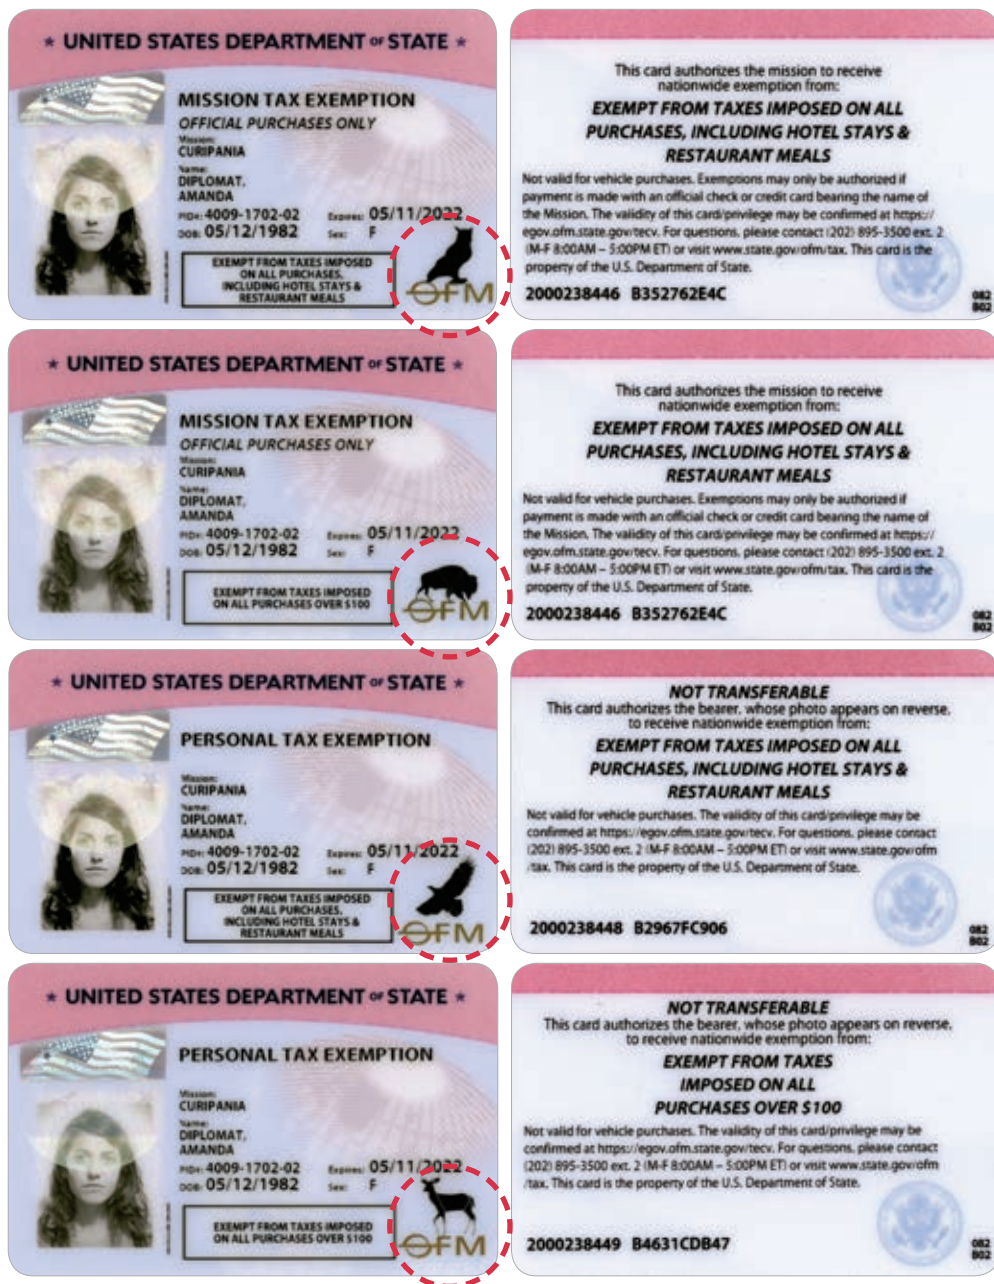 ★ UNITED STATES DEPARTMENT OF STATE ★
MISSION TAX EXEMPTION
OFFICIAL PURCHASES ONLY
Mission:
CURIPANIA
Name:
DIPLOMAT,
AMANDA
PID#: 4009-1702-02 Expires: 05/11/2022
DOB: 05/12/1982 Sex: F
EXEMPT FROM TAXES IMPOSED
ON ALL PURCHASES,
INCLUDING HOTEL STAYS &
RESTAURANT MEALS
OFM
This card authorizes the mission to receive
nationwide exemption from:
EXEMPT FROM TAXES IMPOSED ON ALL
PURCHASES, INCLUDING HOTEL STAYS &
RESTAURANT MEALS
Not valid for vehicle purchases. Exemptions may only be authorized if
payment is made with an official check or credit card bearing the name of
the Mission. The validity of this card/privilege may be confirmed at https://
egov.ofm.state.gov/tecv. For questions, please contact (202) 895-3500 ext. 2
(M-F 8:00AM – 5:00PM ET) or visit www.state.gov/ofm/tax. This card is the
property of the U.S. Department of State.
2000238446 B352762E4C
082
B02
★ UNITED STATES DEPARTMENT OF STATE ★
MISSION TAX EXEMPTION
OFFICIAL PURCHASES ONLY
Mission:
CURIPANIA
Name:
DIPLOMAT,
AMANDA
PID#: 4009-1702-02 Expires: 05/11/2022
DOB: 05/12/1982 Sex: F
EXEMPT FROM TAXES IMPOSED
ON ALL PURCHASES OVER $100
OFM
This card authorizes the mission to receive
nationwide exemption from:
EXEMPT FROM TAXES IMPOSED ON ALL
PURCHASES, INCLUDING HOTEL STAYS &
RESTAURANT MEALS
Not valid for vehicle purchases. Exemptions may only be authorized if
payment is made with an official check or credit card bearing the name of
the Mission. The validity of this card/privilege may be confirmed at https://
egov.ofm.state.gov/tecv. For questions, please contact (202) 895-3500 ext. 2
(M-F 8:00AM – 5:00PM ET) or visit www.state.gov/ofm/tax. This card is the
property of the U.S. Department of State.
2000238446 B352762E4C
082
B02
★ UNITED STATES DEPARTMENT OF STATE ★
PERSONAL TAX EXEMPTION
Mission:
CURIPANIA
Name:
DIPLOMAT,
AMANDA
PID#: 4009-1702-02 Expires: 05/11/2022
DOB: 05/12/1982 Sex: F
EXEMPT FROM TAXES IMPOSED
ON ALL PURCHASES,
INCLUDING HOTEL STAYS &
RESTAURANT MEALS
OFM
NOT TRANSFERABLE
This card authorizes the bearer, whose photo appears on reverse,
to receive nationwide exemption from:
EXEMPT FROM TAXES IMPOSED ON ALL
PURCHASES, INCLUDING HOTEL STAYS &
RESTAURANT MEALS
Not valid for vehicle purchases. The validity of this card/privilege may be
confirmed at https://egov.ofm.state.gov/tecv. For questions, please contact
(202) 895-3500 ext. 2 (M-F 8:00AM – 5:00PM ET) or visit www.state.gov/ofm
/tax. This card is the property of the U.S. Department of State.
2000238448 B2967FC906
082
B02
★ UNITED STATES DEPARTMENT OF STATE ★
PERSONAL TAX EXEMPTION
Mission:
CURIPANIA
Name:
DIPLOMAT,
AMANDA
PID#: 4009-1702-02 Expires: 05/11/2022
DOB: 05/12/1982 Sex: F
EXEMPT FROM TAXES IMPOSED
ON ALL PURCHASES OVER $100
OFM
NOT TRANSFERABLE
This card authorizes the bearer, whose photo appears on reverse,
to receive nationwide exemption from:
EXEMPT FROM TAXES
IMPOSED ON ALL
PURCHASES OVER $100
Not valid for vehicle purchases. The validity of this card/privilege may be
confirmed at https://egov.ofm.state.gov/tecv. For questions, please contact
(202) 895-3500 ext. 2 (M-F 8:00AM – 5:00PM ET) or visit www.state.gov/ofm
/tax. This card is the property of the U.S. Department of State.
2000238449 B4631CDB47
082
B02